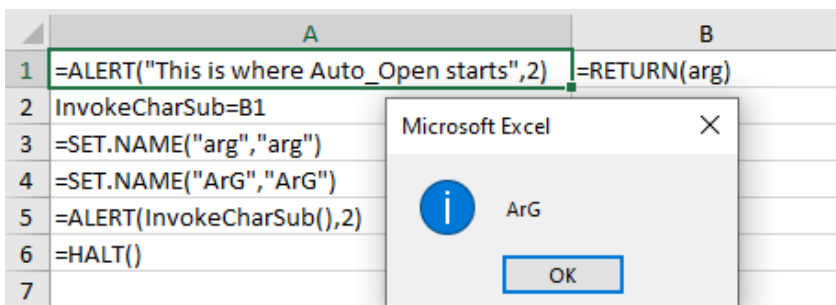 A B
1 =ALERT("This is where Auto_Open starts",2) =RETURN(arg)
2 InvokeCharSub=B1
3 =SET.NAME("arg","arg")
4 =SET.NAME("ArG","ArG")
5 =ALERT(InvokeCharSub(),2)
6 =HALT()
7
Microsoft Excel
ArG
OK